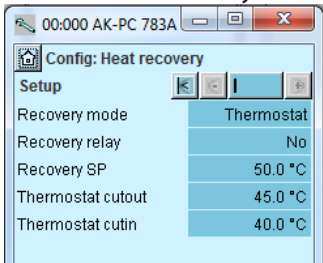 00:000 AK-PC 783A
Config: Heat recovery
Setup
Recovery mode Thermostat
Recovery relay No
Recovery SP 50.0 °C
Thermostat cutout 45.0 °C
Thermostat cutin 40.0 °C